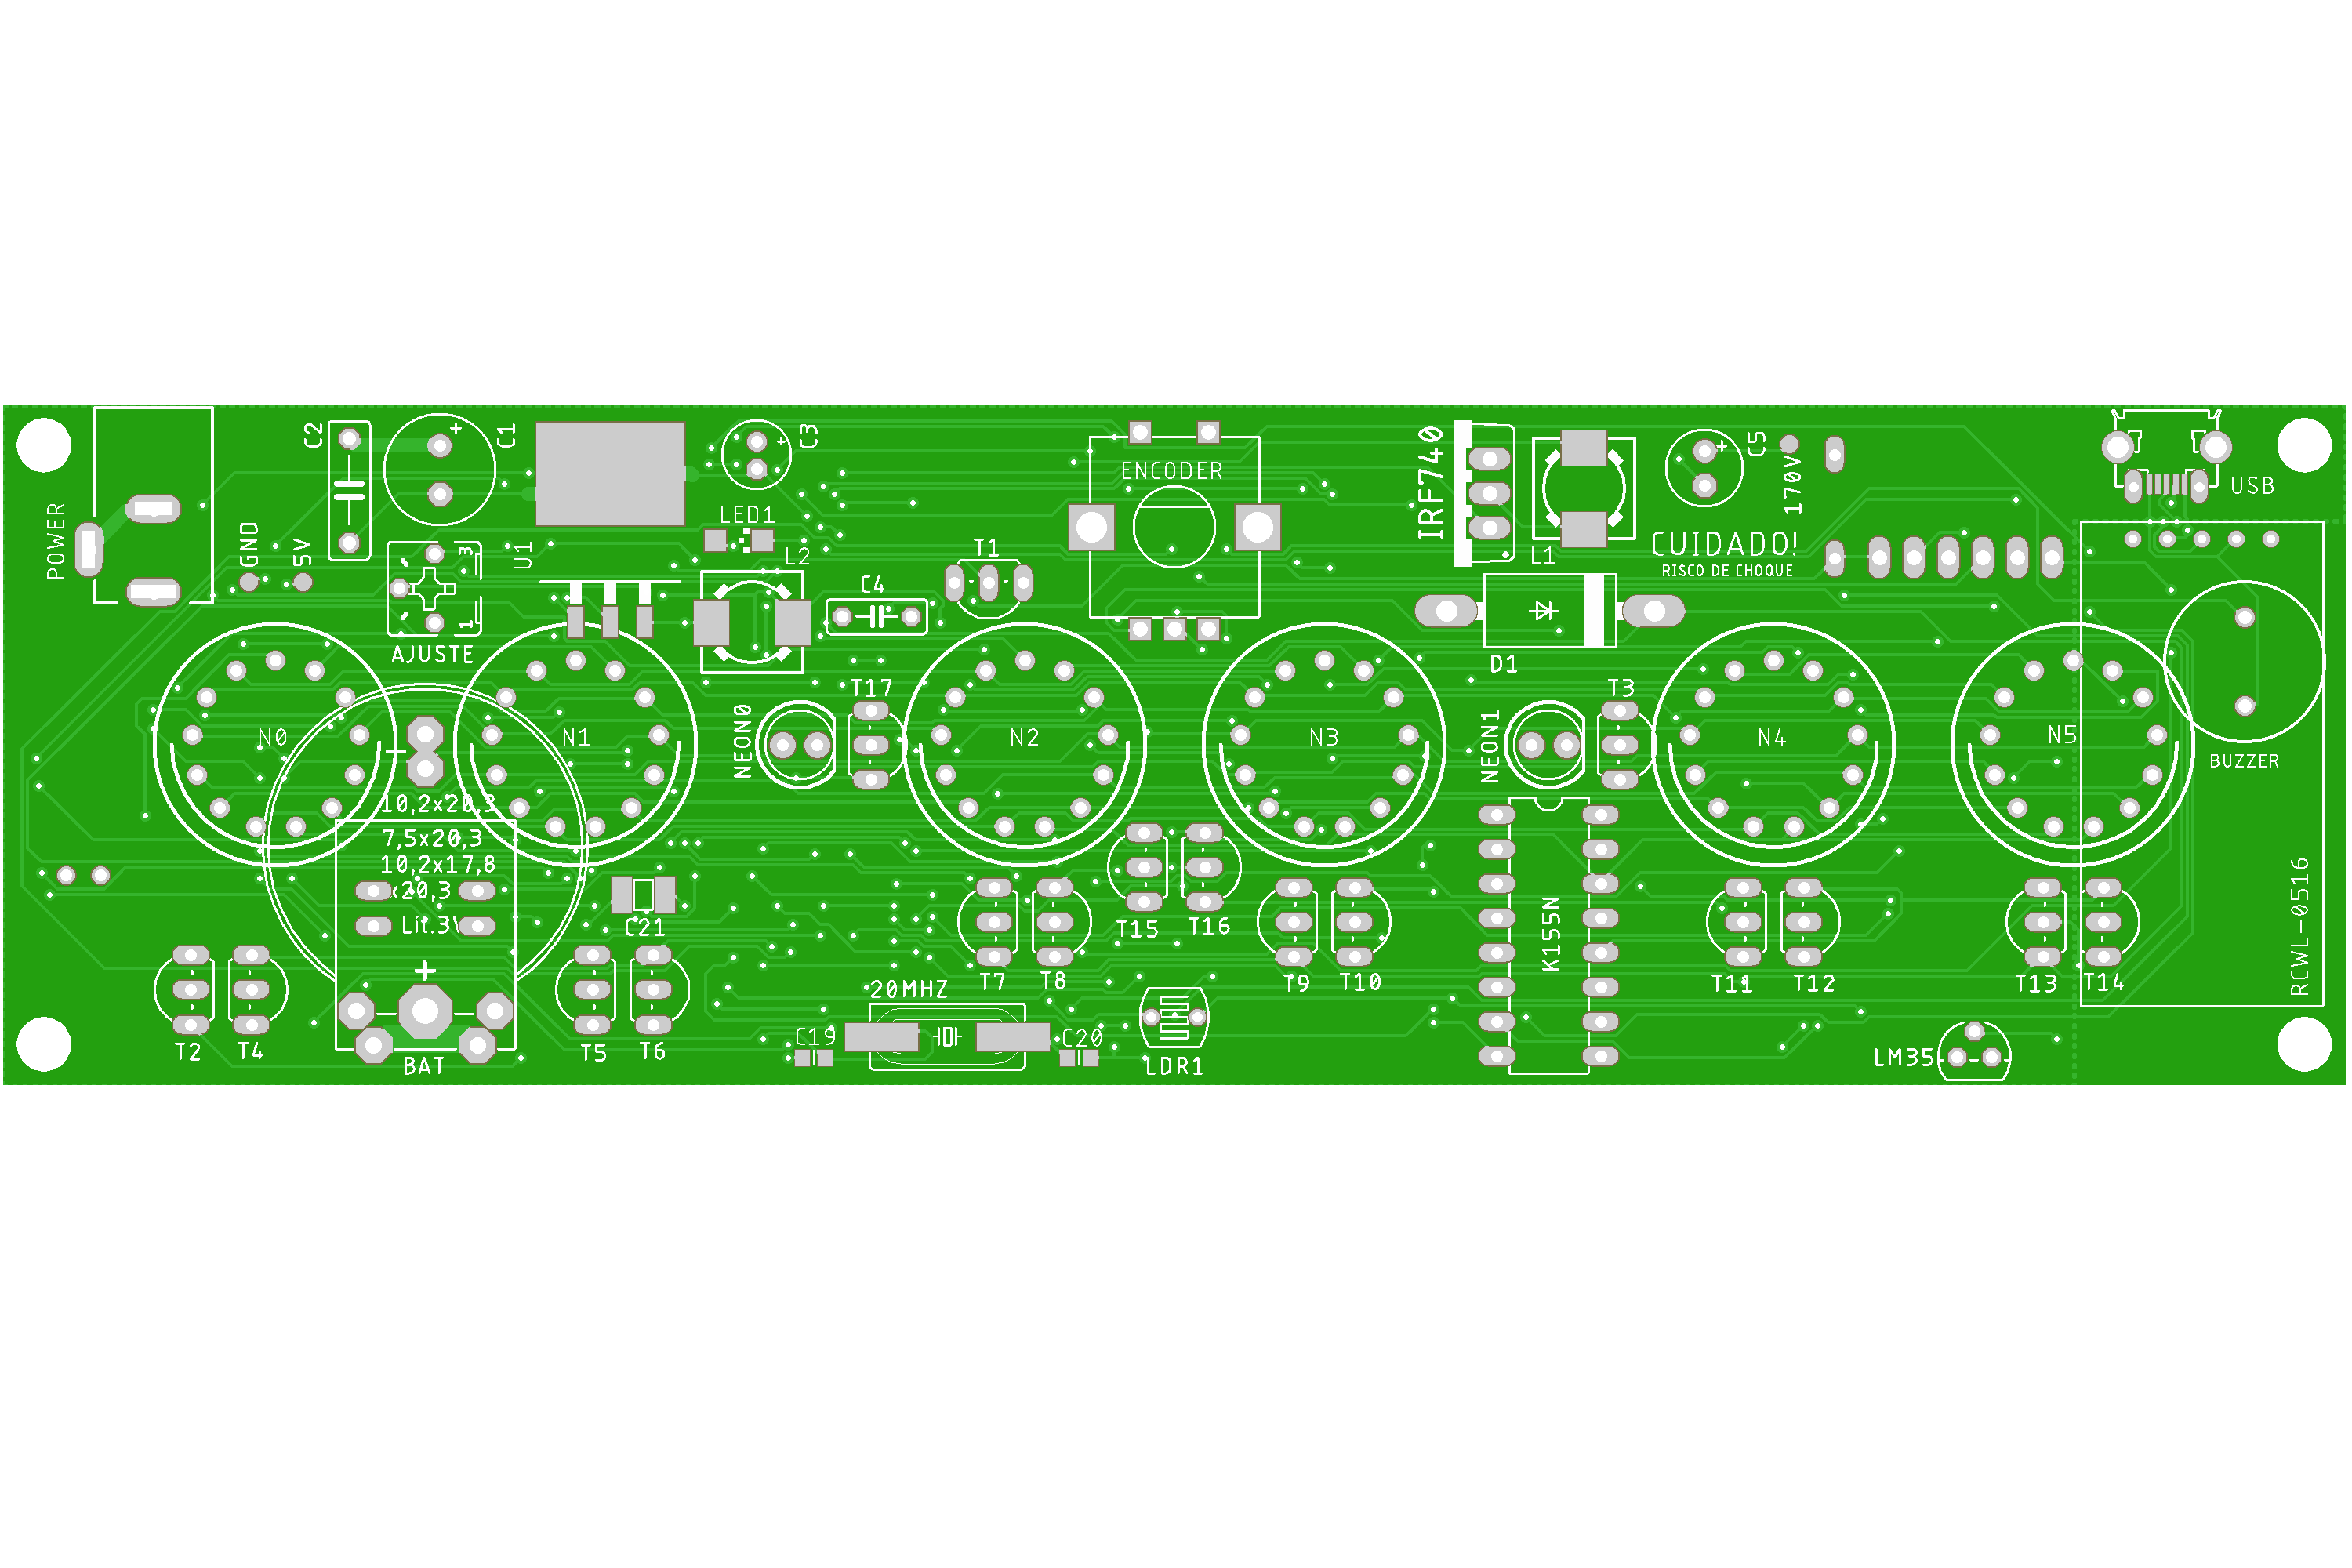 POWER
C2
+
C1
C3
+
ENCODER
IRF740
C5
+
170V
USB
GND
5V
3
1
U1
LED1
L2
T1
L1
CUIDADO!
RISCO DE CHOQUE
C4
AJUSTE
D1
N0
N1
NEON0
T17
N2
N3
NEON1
T3
N4
N5
BUZZER
-
10,2x20,3
7,5x20,3
10,2x17,8
x20,3
Lit.3V
+
BAT
T2
T4
C21
T5
T6
20MHZ
C19
C20
T7
T8
T15
T16
LDR1
T9
T10
K155N
T11
T12
LM35
T13
T14
RCWL-0516